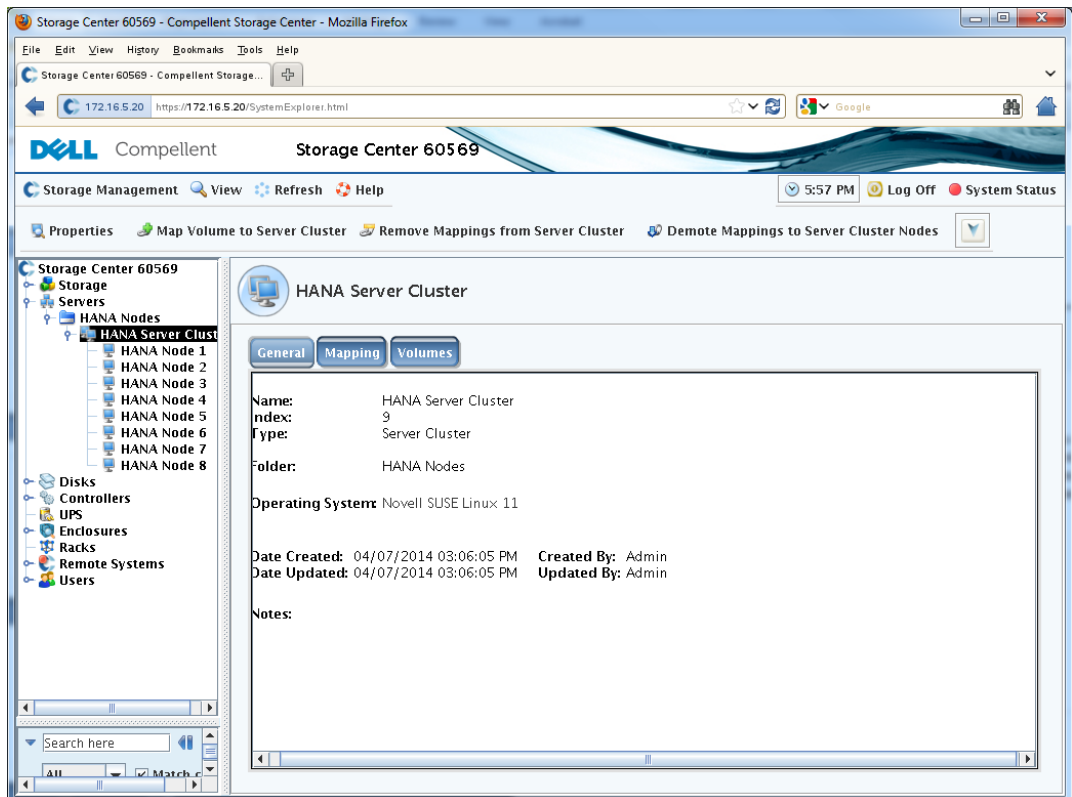 Storage Center 60569 - Compellent Storage Center - Mozilla Firefox
File Edit View History Bookmarks Tools Help
Storage Center 60569 - Compellent Storage...
172.16.5.20 https://172.16.5.20/SystemExplorer.html Google
DELL Compellent Storage Center 60569
Storage Management View Refresh Help 5:57 PM Log Off System Status
Properties Map Volume to Server Cluster Remove Mappings from Server Cluster Demote Mappings to Server Cluster Nodes
Storage Center 60569
Storage
Servers
HANA Nodes
HANA Server Clust
HANA Node 1
HANA Node 2
HANA Node 3
HANA Node 4
HANA Node 5
HANA Node 6
HANA Node 7
HANA Node 8
Disks
Controllers
UPS
Enclosures
Racks
Remote Systems
Users
Search here
All Match c
HANA Server Cluster
General Mapping Volumes
Name: HANA Server Cluster
Index: 9
Type: Server Cluster
Folder: HANA Nodes
Operating System: Novell SUSE Linux 11
Date Created: 04/07/2014 03:06:05 PM Created By: Admin
Date Updated: 04/07/2014 03:06:05 PM Updated By: Admin
Notes: